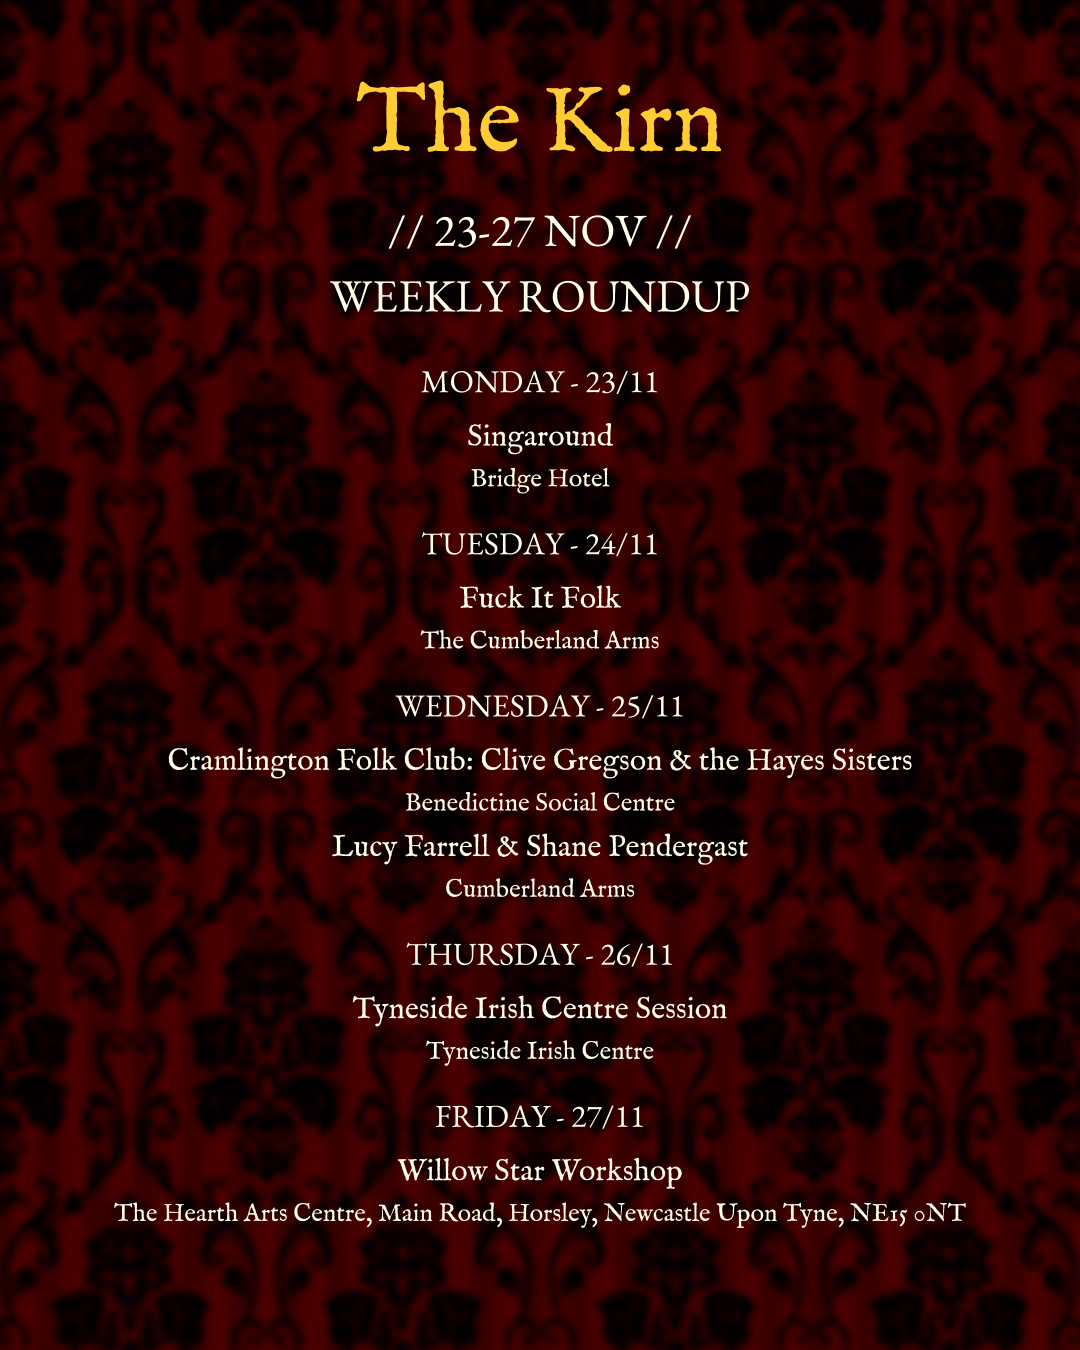 The Kirn
// 23-27 NOV //
WEEKLY ROUNDUP
MONDAY - 23/11
Singaround
Bridge Hotel
TUESDAY - 24/11
Fuck It Folk
The Cumberland Arms
WEDNESDAY - 25/11
Cramlington Folk Club: Clive Gregson & the Hayes Sisters
Benedictine Social Centre
Lucy Farrell & Shane Pendergast
Cumberland Arms
THURSDAY - 26/11
Tyneside Irish Centre Session
Tyneside Irish Centre
FRIDAY - 27/11
Willow Star Workshop
The Hearth Arts Centre, Main Road, Horsley, Newcastle Upon Tyne, NE15 0NT